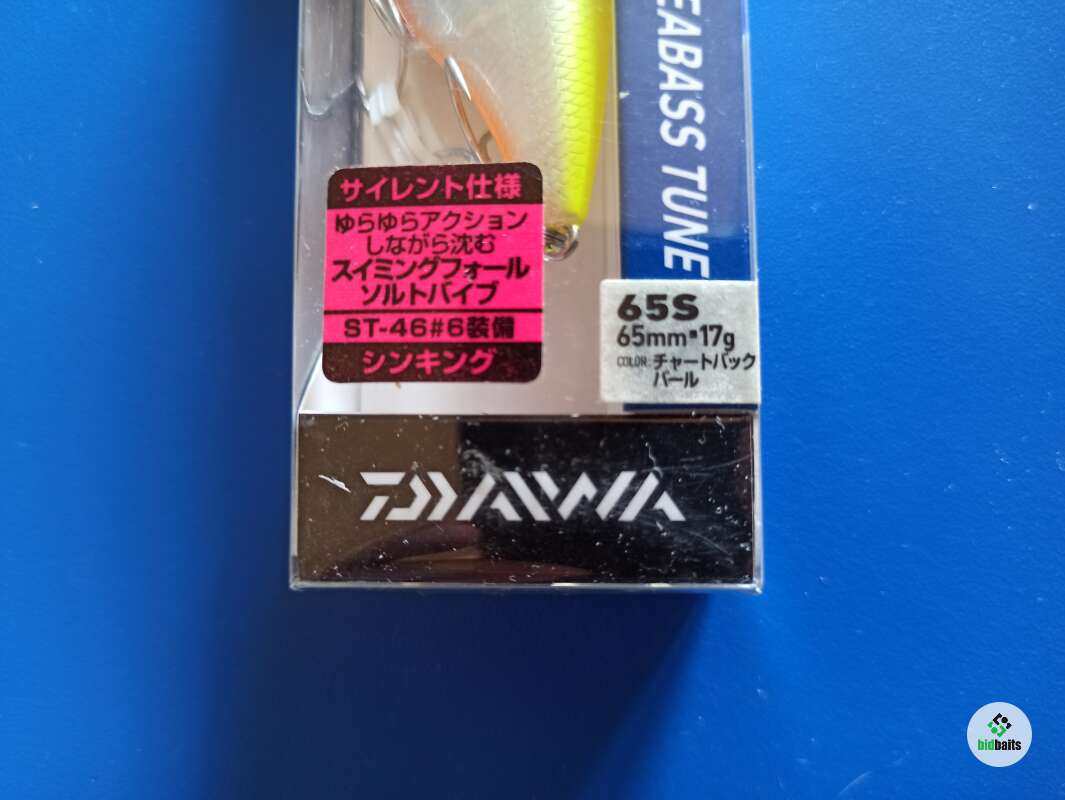 EABASS TUNE
サイレント仕様
ゆらゆらアクション
しながら沈む
スイミングフォール
ソルトバイブ
ST-46#6装備
シンキング
65S
65mm▪17g
COLOR: チャートバック
パール
DAIWA
bidbaits